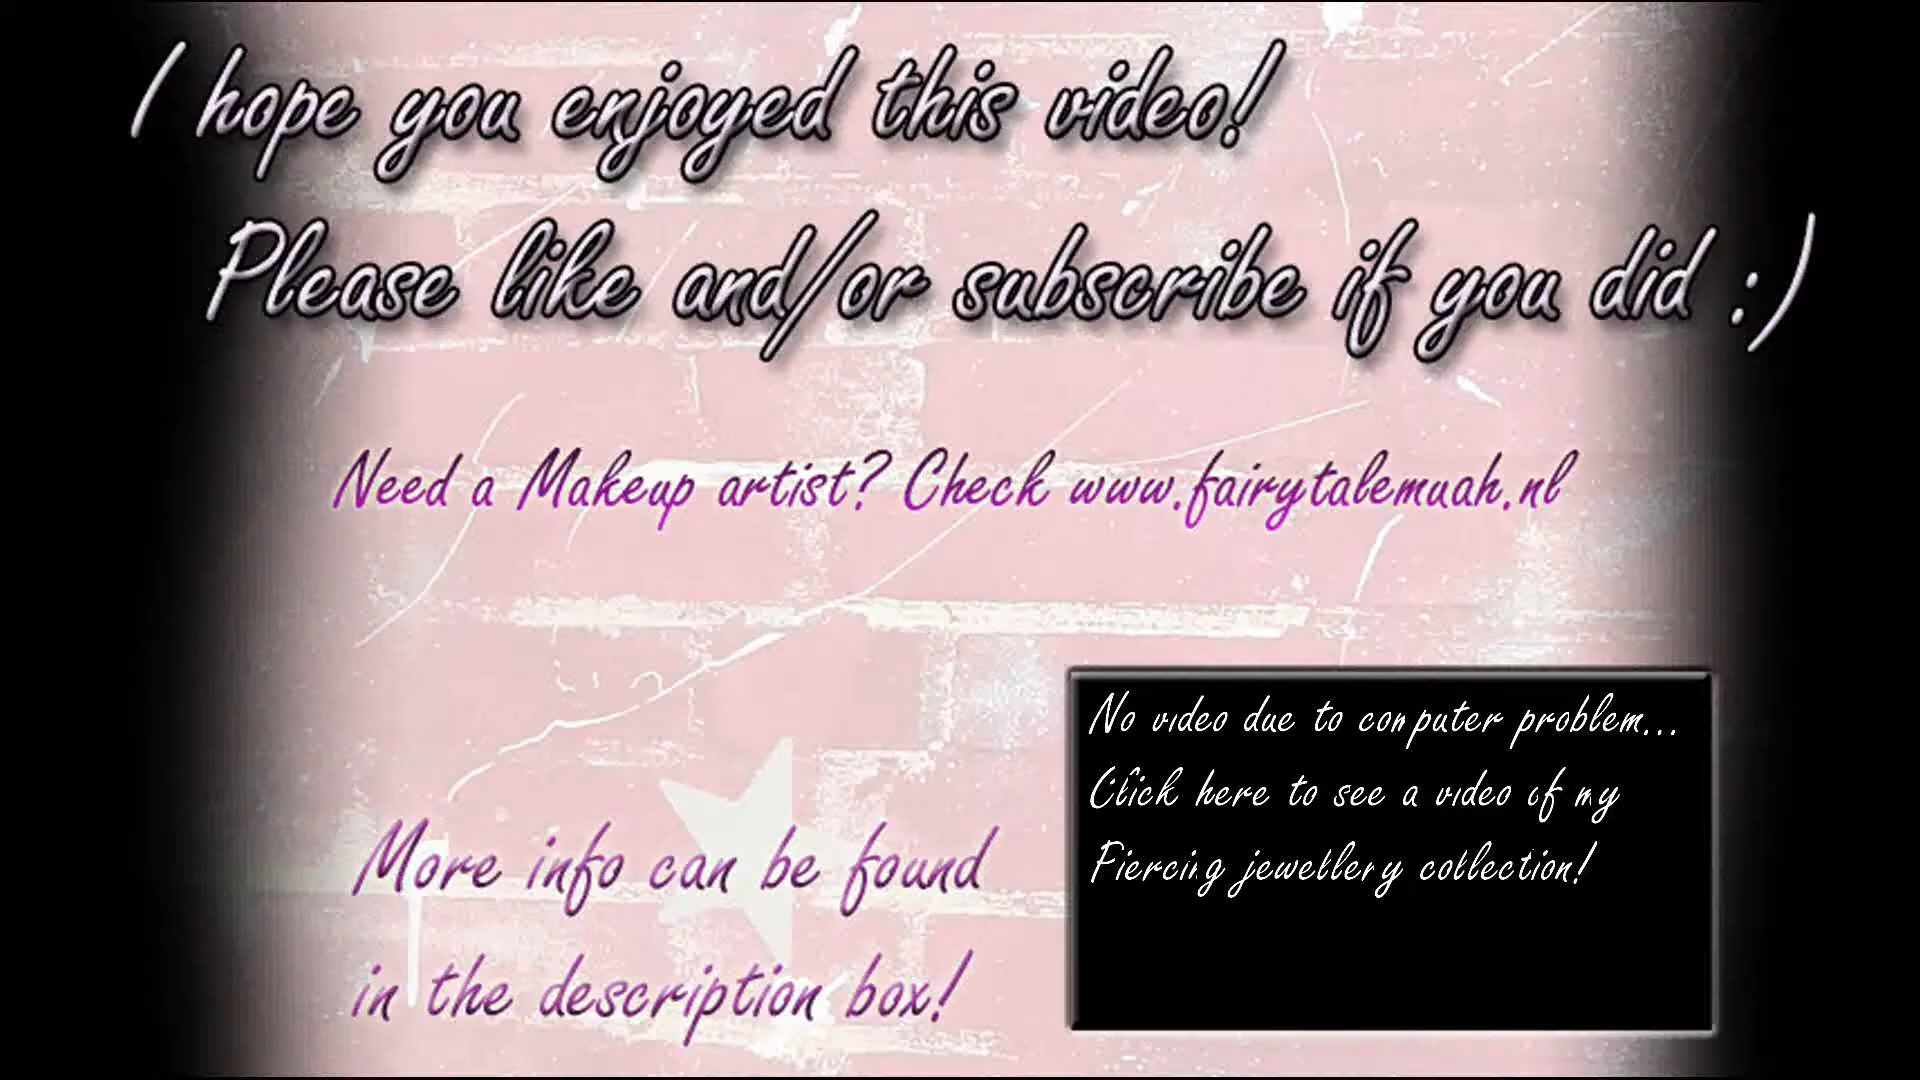 I hope you enjoyed this video!
Please like and/or subscribe if you did :)
Need a Makeup artist? Check www.fairytalemuah.nl
More info can be found
in the description box!
No video due to computer problem...
Click here to see a video of my
Piercing jewellery collection!